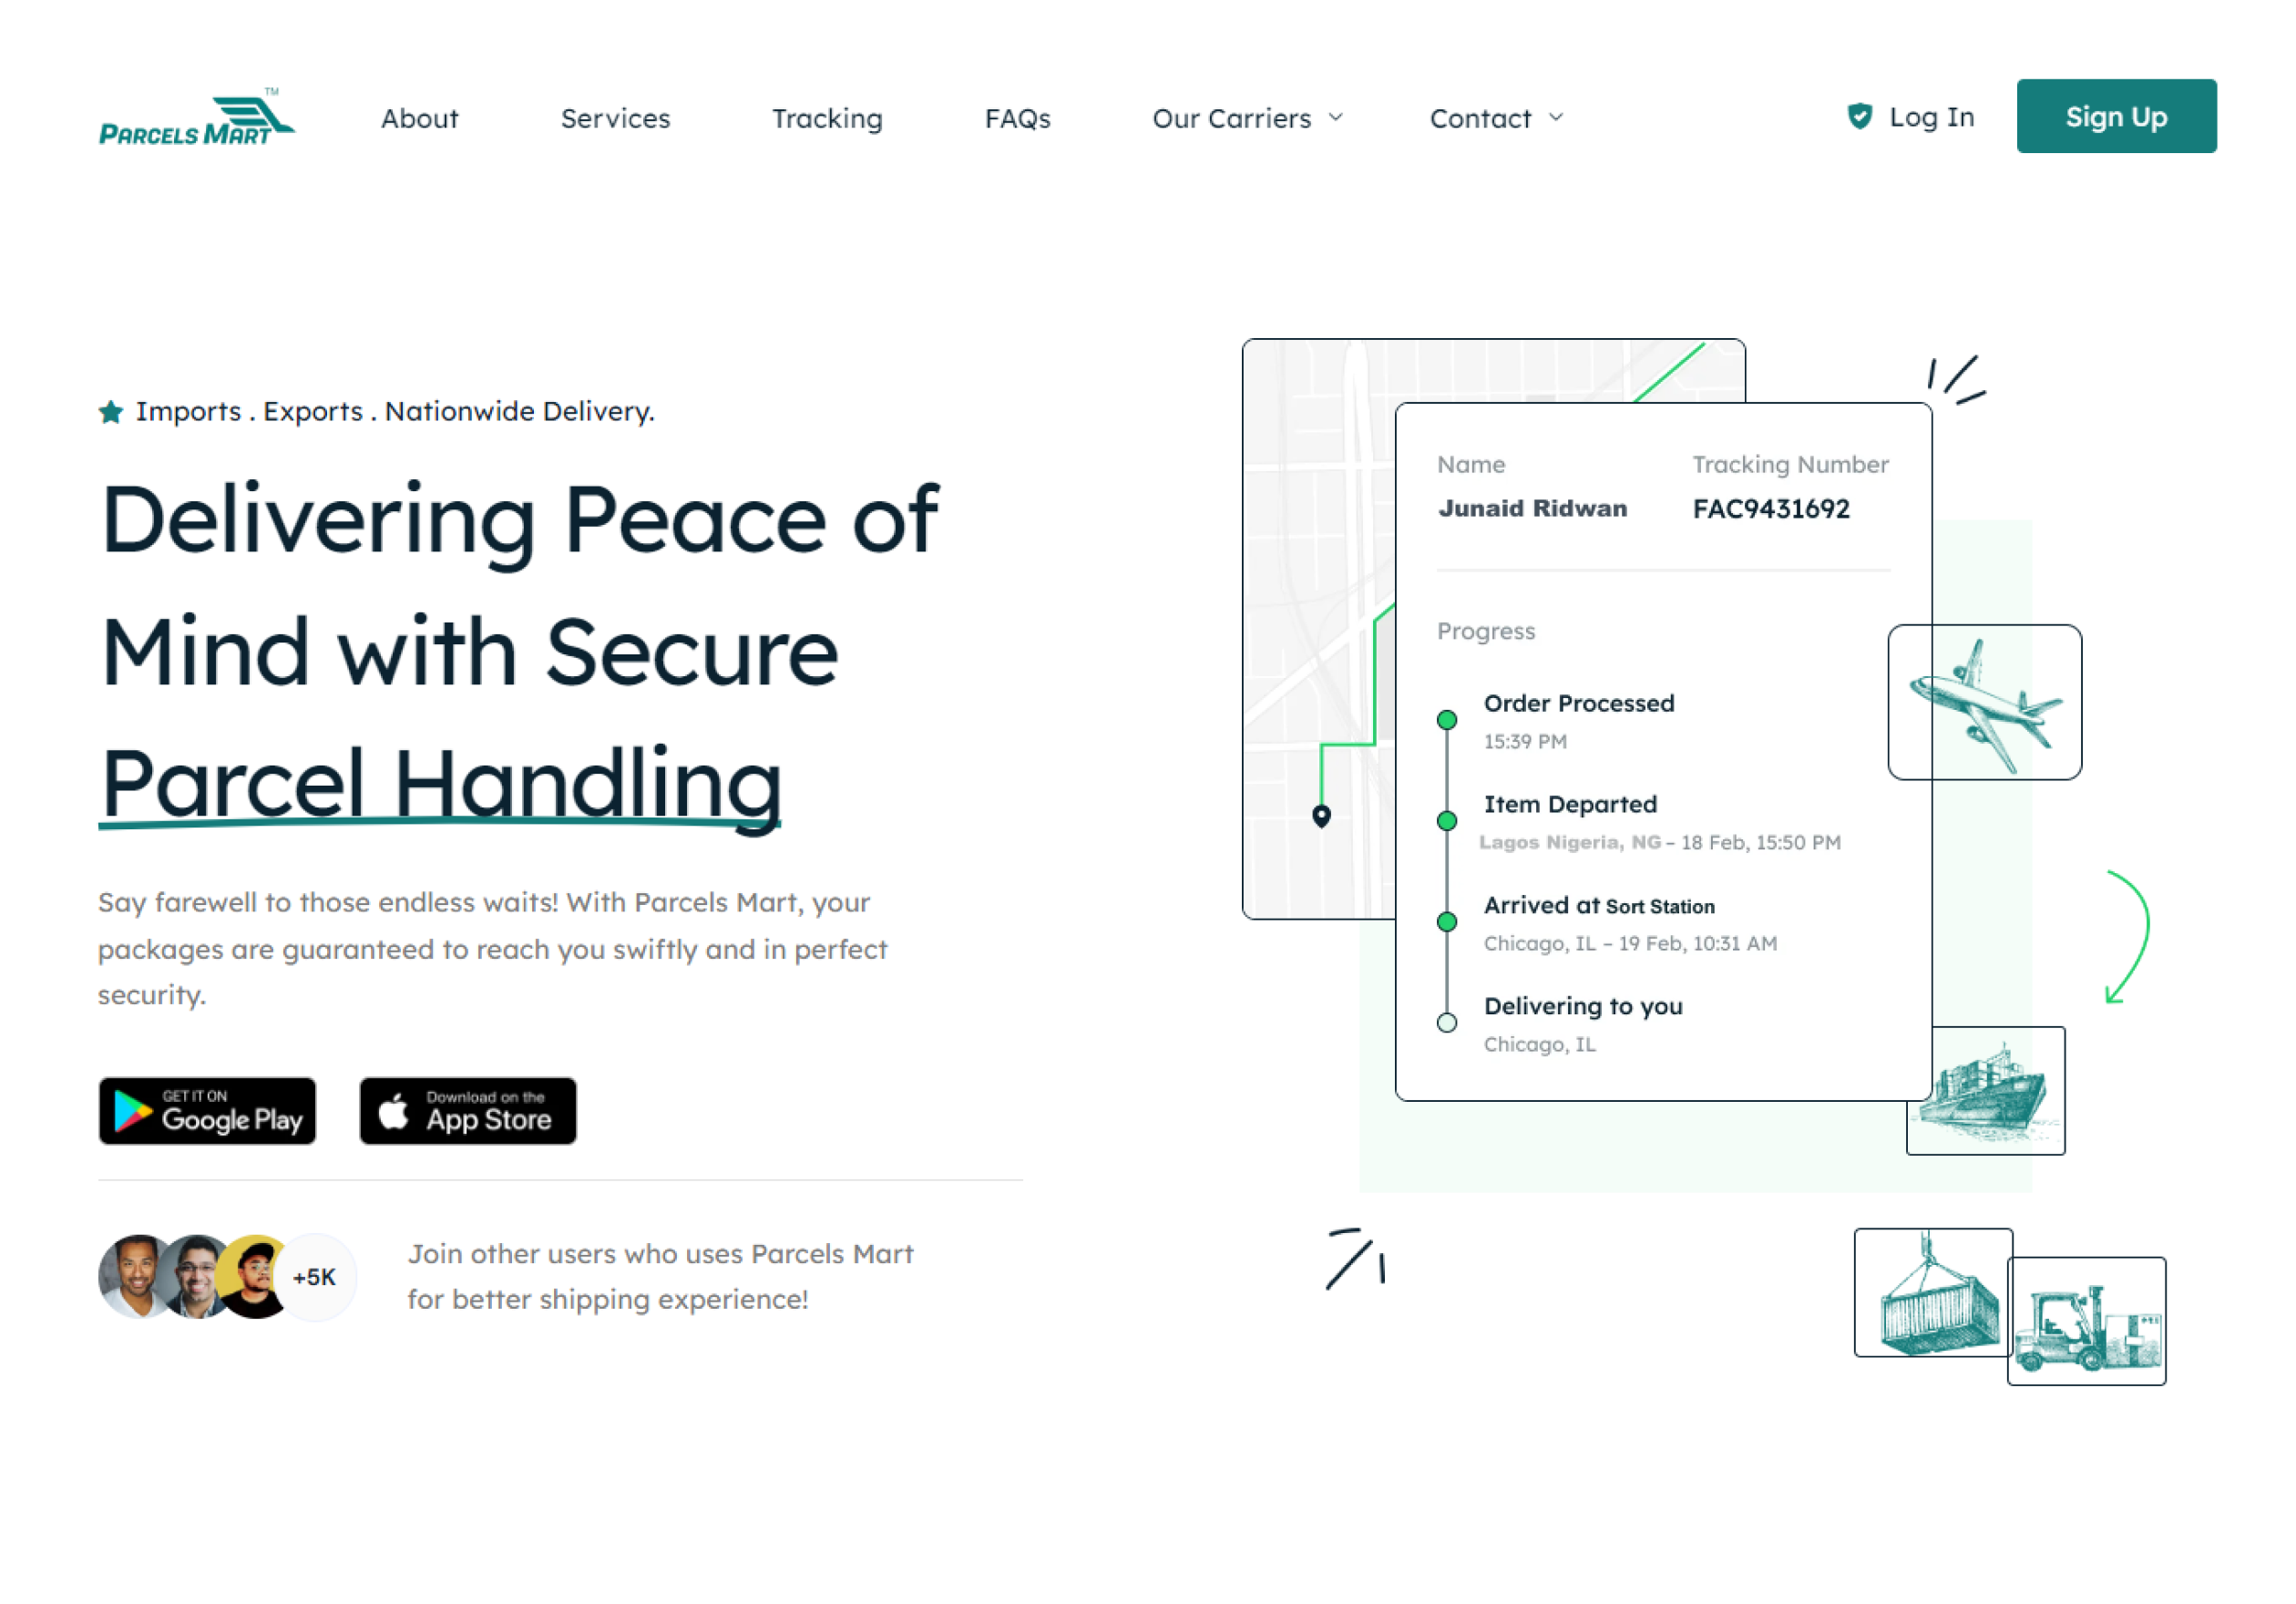 PARCELS MART TM
About
Services
Tracking
FAQs
Our Carriers
Contact
Log In
Sign Up
Imports . Exports . Nationwide Delivery.
Delivering Peace of
Mind with Secure
Parcel Handling
Say farewell to those endless waits! With Parcels Mart, your
packages are guaranteed to reach you swiftly and in perfect
security.
GET IT ON
Google Play
Download on the
App Store
+5K
Join other users who uses Parcels Mart
for better shipping experience!
Name
Junaid Ridwan
Tracking Number
FAC9431692
Progress
Order Processed
15:39 PM
Item Departed
Lagos Nigeria, NG – 18 Feb, 15:50 PM
Arrived at Sort Station
Chicago, IL – 19 Feb, 10:31 AM
Delivering to you
Chicago, IL